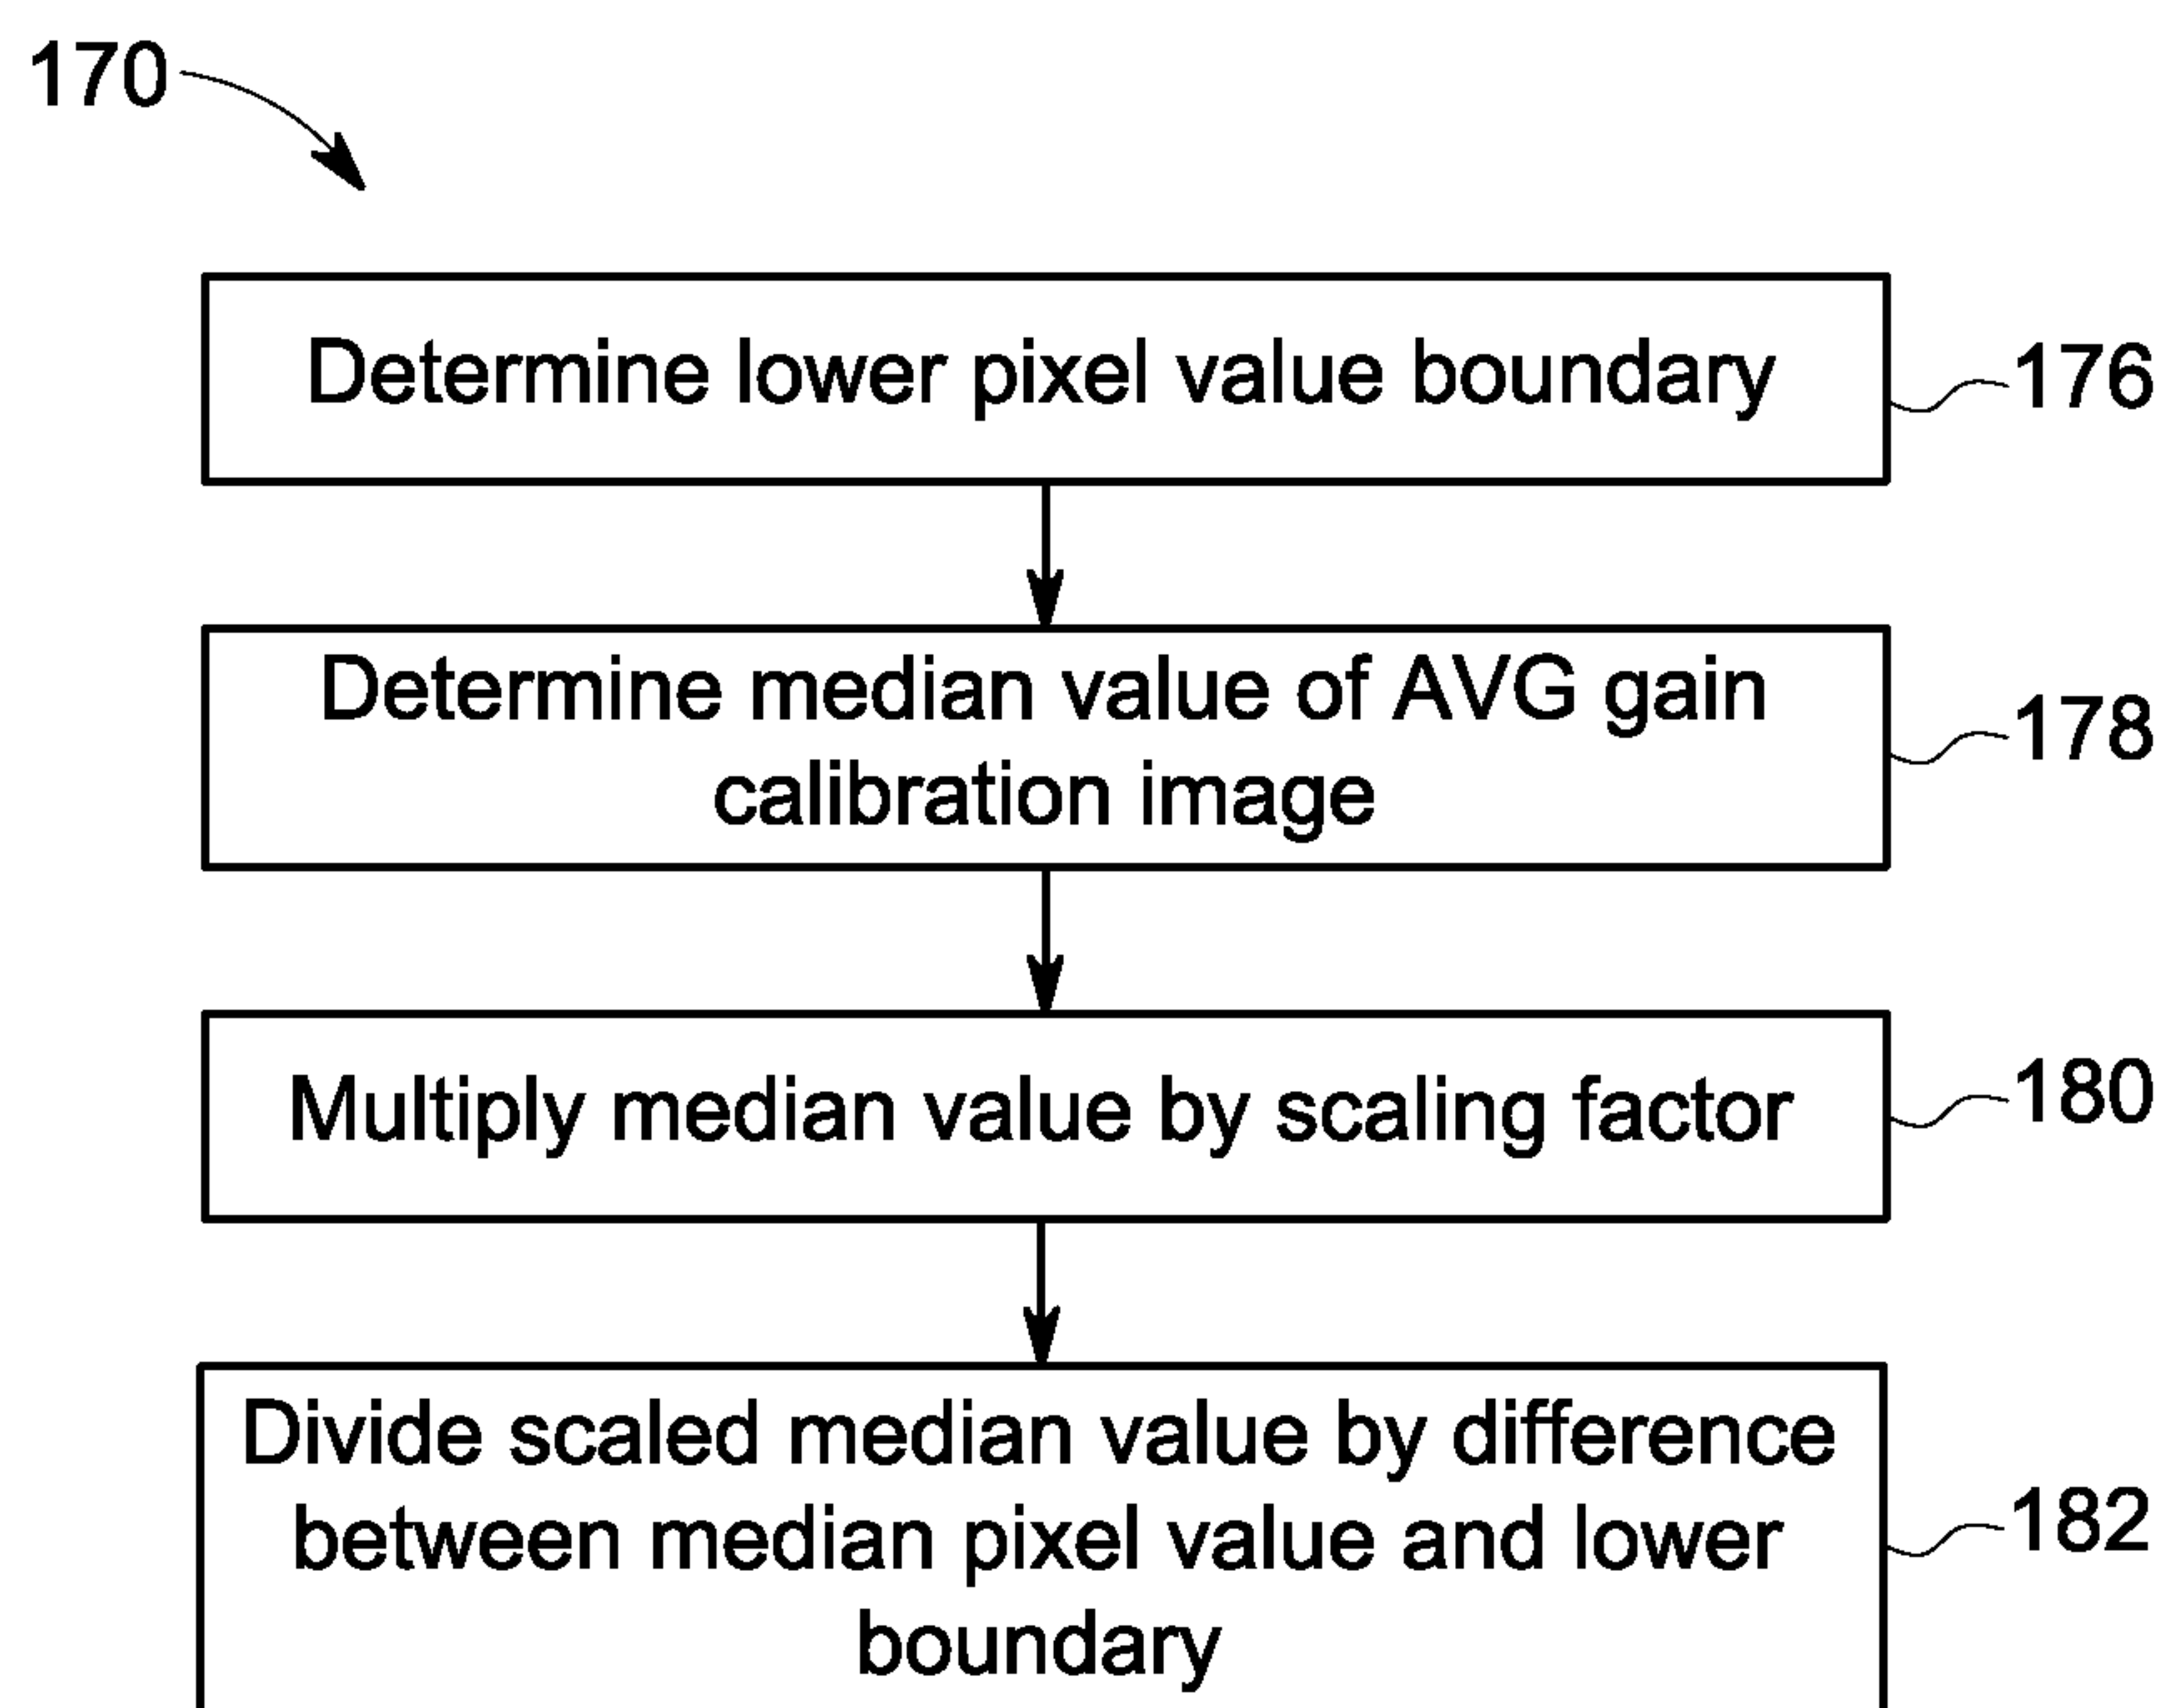 170
Determine lower pixel value boundary
176
Determine median value of AVG gain
calibration image
178
Multiply median value by scaling factor
180
Divide scaled median value by difference
between median pixel value and lower
boundary
182